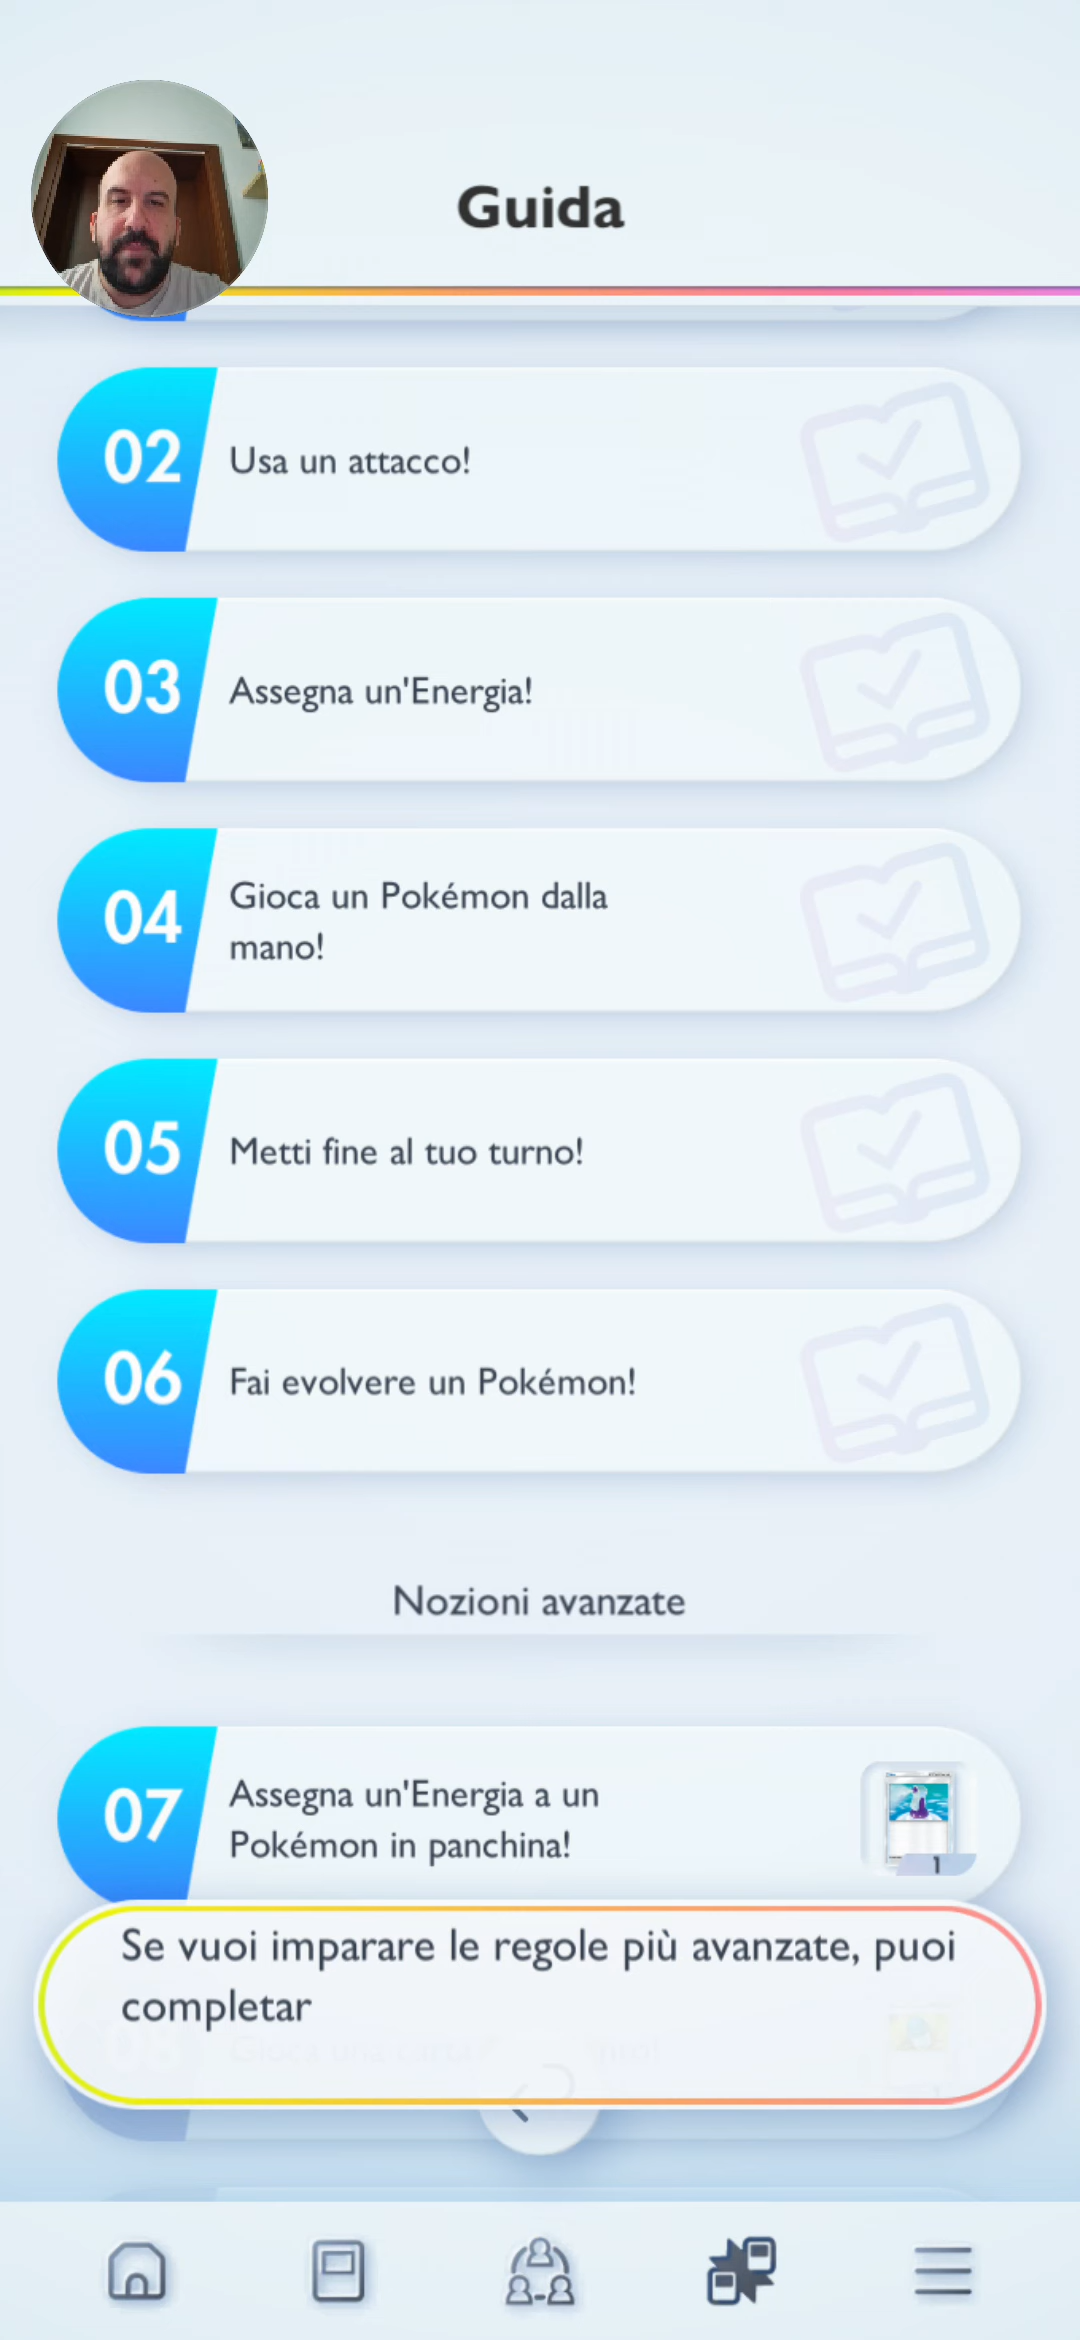 Guida
02
Usa un attacco!
03
Assegna un'Energia!
04
Gioca un Pokémon dalla
mano!
05
Metti fine al tuo turno!
06
Fai evolvere un Pokémon!
Nozioni avanzate
07
Assegna un'Energia a un
Pokémon in panchina!
1
Se vuoi imparare le regole più avanzate, puoi
completar